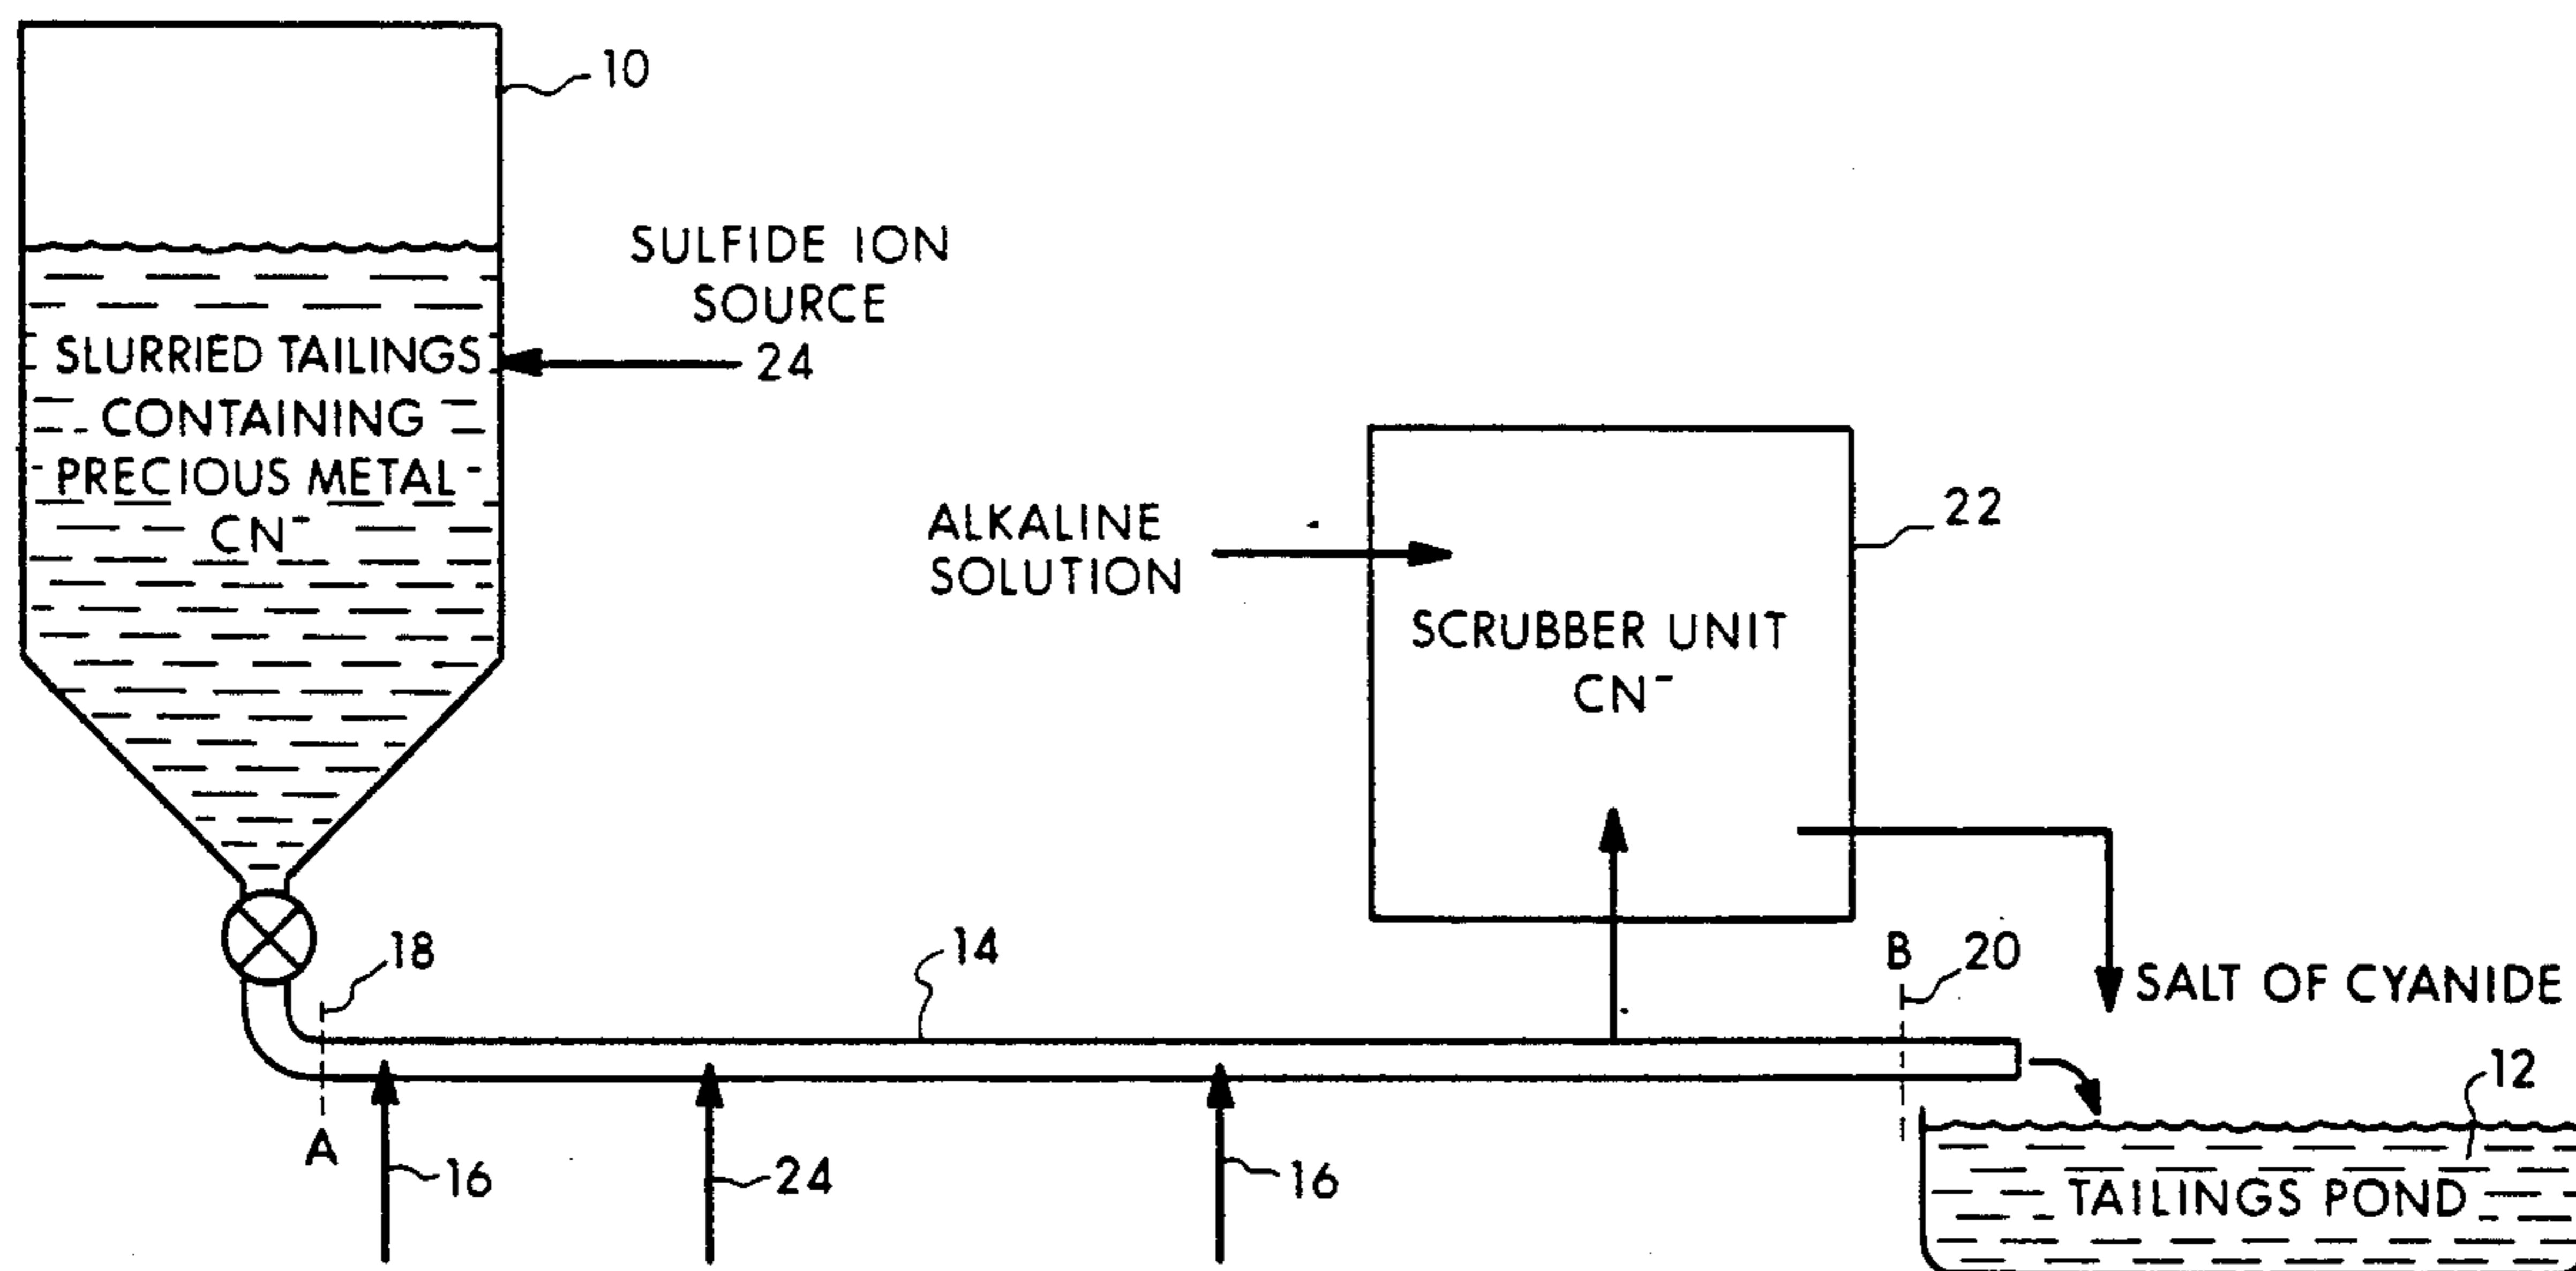 10
SULFIDE ION
SOURCE
24
SLURRIED TAILINGS
CONTAINING
PRECIOUS METAL
CN⁻
ALKALINE
SOLUTION
22
SCRUBBER UNIT
CN⁻
18
14
B
20
SALT OF CYANIDE
A
16
24
16
12
TAILINGS POND